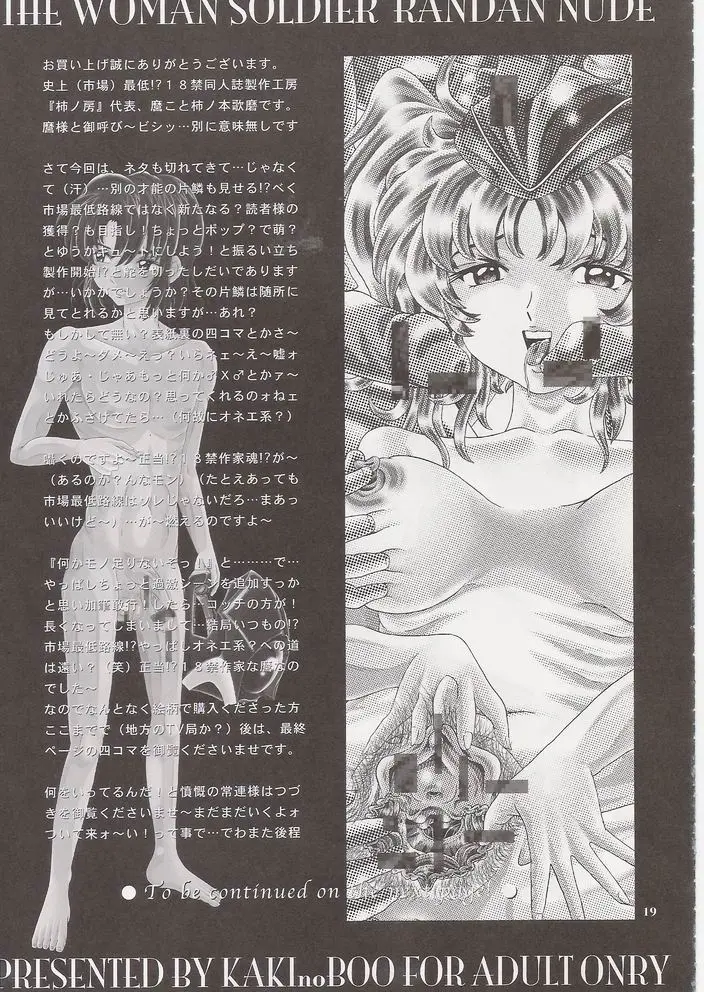 THE WOMAN SOLDIER RANDAN NUDE
お買い上げ誠にありがとうございます。
史上（市場）最低!?１８禁同人誌製作工房
『柿ノ房』代表、麿こと柿ノ本歌磨です。
麿様と御呼び～ビシッ…別に意味無しです
さて今回は、ネタも切れてきて…じゃなく
て（汗）…別の才能の片鱗も見せる!?べく
市場最低路線ではなく新たなる？読者様の
獲得？も目指し！ちょっとポップ？で萌？
とゆうかキュートにしよう！と振るい立ち
製作開始!?と舵を切ったしだいであります
が…いかがでしょうか？その片鱗は随所に
見てとれるかと思いますが…あれ？
もしかして無い？表紙裏の四コマとかさ～
どうよ～ダメ～えっ？いらネェ～え～嘘ォ
じゅあ・じゃあもっと何か♂Ｘ♂とかァ～
いれたらどうなの？思ってくれるのォねェ
とかふざけてたら…（何故にオネエ系？）
囁くのですよ～正当!?１８禁作家魂!?が～
（あるのか？んなモン）（たとえあっても
市場最低路線はソレじゃないだろ…まあっ
いいけど～）…が～燃えるのですよ～
『何かモノ足りないぞっ！』と………で…
やっぱしちょっと過激シーンを追加すっか
と思い加筆敢行！したら・コッチの方が！
長くなってしまいまして…結局いつもの!?
市場最低路線!?やっぱしオネエ系？への道
は遠い？（笑）正当!?１８禁作家な麿なの
でした～
なのでなんとなく絵柄で購入くださった方
ここまでで（地方のTV局か？）後は、最終
ページの四コマを御覧くださいませです。
何をいってるんだ！と憤慨の常連様はつづ
きを御覧くださいませ～まだまだいくよォ
ついて来ォ～い！って事で…でわまた後程
● To be continued on the next page! ●
19
PRESENTED BY KAKInoBOO FOR ADULT ONRY